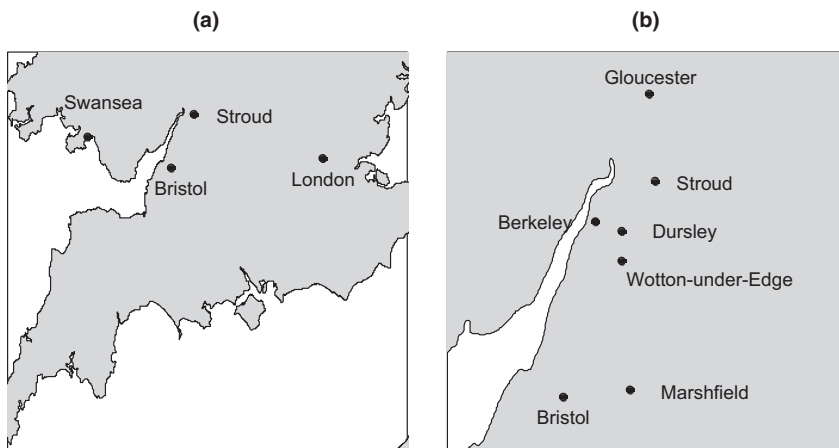 (a)
Swansea
Stroud
Bristol
London
(b)
Gloucester
Stroud
Berkeley
Dursley
Wotton-under-Edge
Marshfield
Bristol